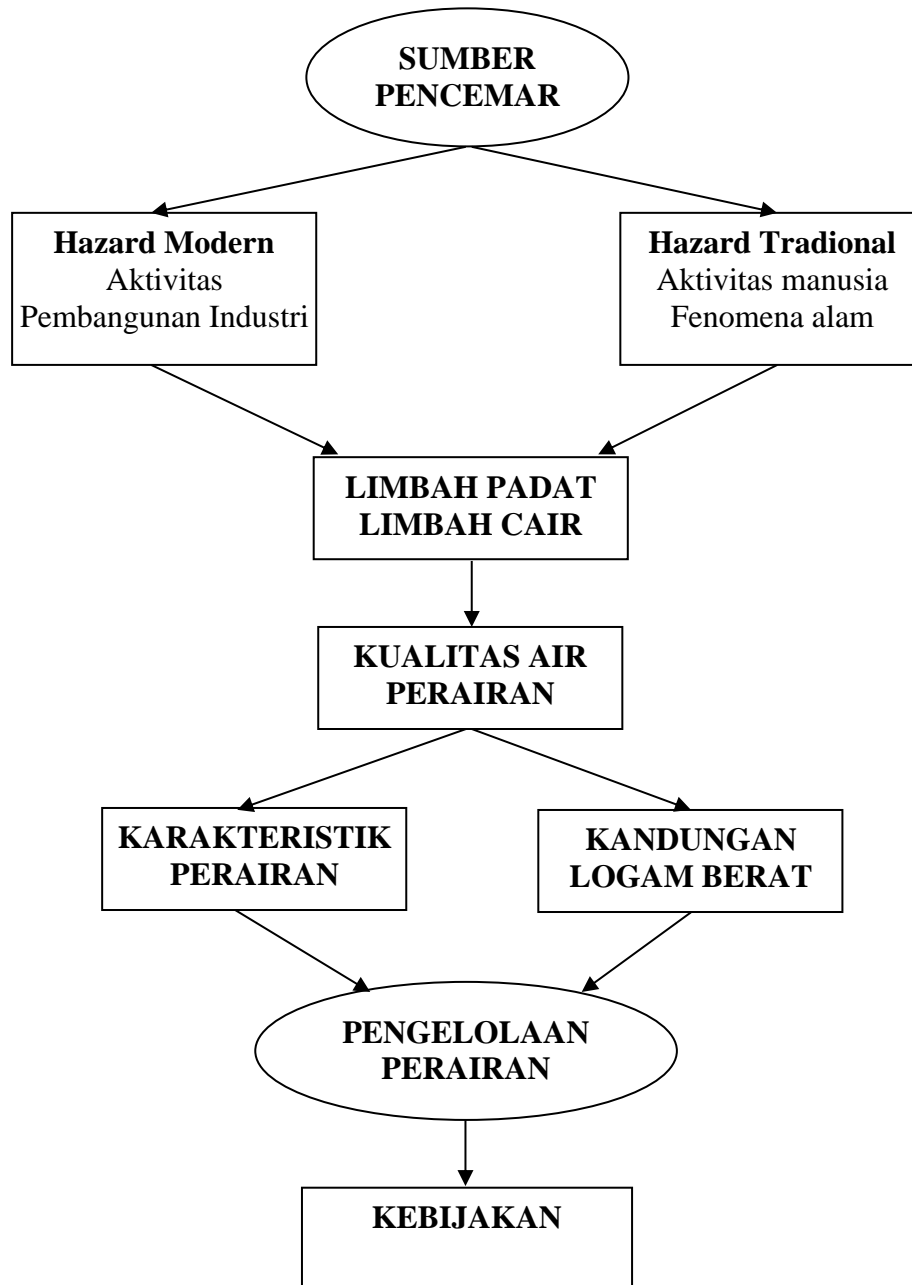 SUMBER
PENCEMAR
Hazard Modern
Aktivitas
Pembangunan Industri
Hazard Tradional
Aktivitas manusia
Fenomena alam
LIMBAH PADAT
LIMBAH CAIR
KUALITAS AIR
PERAIRAN
KARAKTERISTIK
PERAIRAN
KANDUNGAN
LOGAM BERAT
PENGELOLAAN
PERAIRAN
KEBIJAKAN